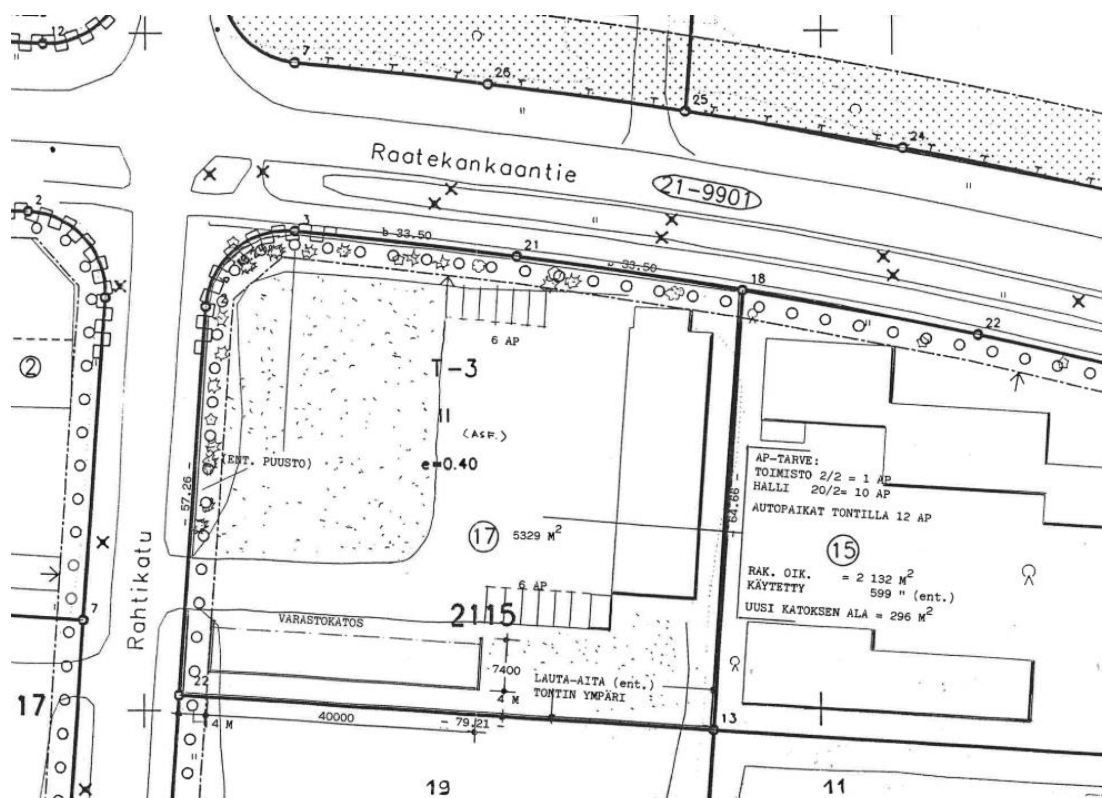 12
7
26
25
24
Raatekankaantie
21-9901
2
3
b 33.50
21
33.50
18
22
2
6 AP
T-3
II
(ASF.)
e=0.40
(ENT. PUUSTO)
- 57.26 -
- 64.66 -
AP-TARVE:
TOIMISTO 2/2 = 1 AP
HALLI 20/2= 10 AP
AUTOPAIKAT TONTILLA 12 AP
17
5329 M²
15
RAK. OIK. = 2 132 M²
KÄYTETTY 599 " (ent.)
UUSI KATOKSEN ALA = 296 M²
Rahtikatu
7
6 AP
2115
VARASTOKATOS
7400
4 M
LAUTA-AITA (ent.)
TONTIN YMPÄRI
22
17
4 M
40000
- 79.21 -
13
19
11